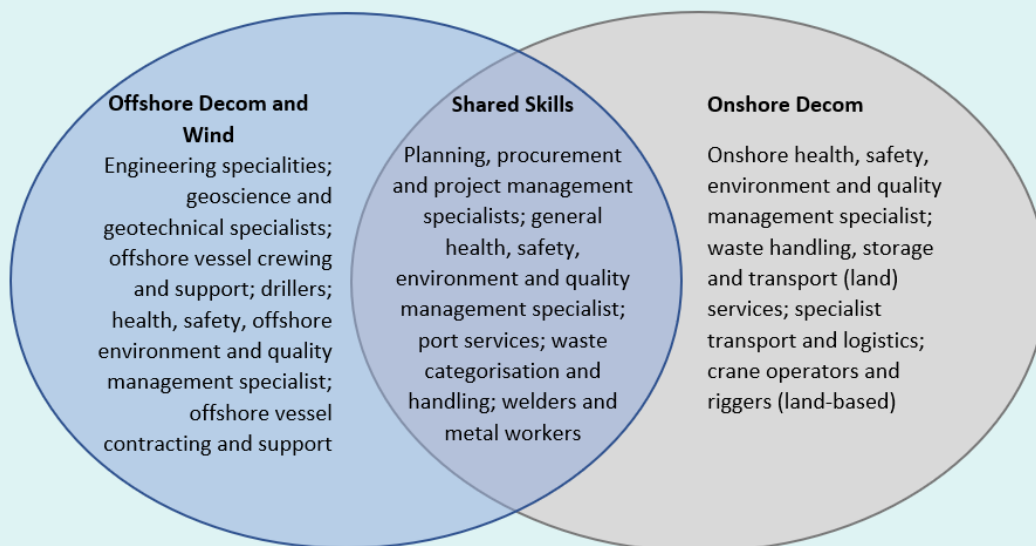 Offshore Decom and
Wind
Engineering specialities;
geoscience and
geotechnical specialists;
offshore vessel crewing
and support; drillers;
health, safety, offshore
environment and quality
management specialist;
offshore vessel
contracting and support
Shared Skills
Planning, procurement
and project management
specialists; general
health, safety,
environment and quality
management specialist;
port services; waste
categorisation and
handling; welders and
metal workers
Onshore Decom
Onshore health, safety,
environment and quality
management specialist;
waste handling, storage
and transport (land)
services; specialist
transport and logistics;
crane operators and
riggers (land-based)